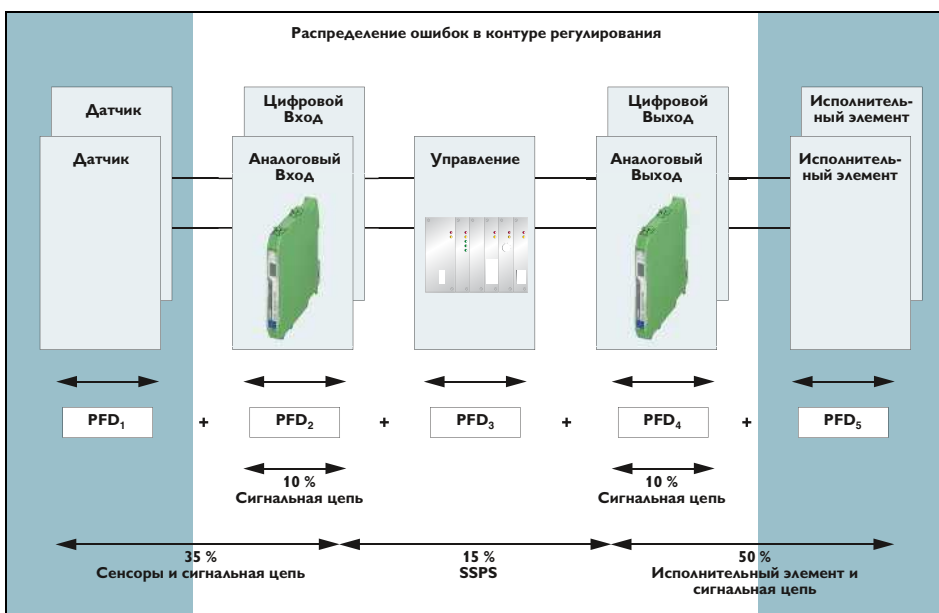 Распределение ошибок в контуре регулирования
Датчик
Цифровой
Вход
Цифровой
Выход
Исполнитель-
ный элемент
Датчик
Аналоговый
Вход
Управление
Аналоговый
Выход
Исполнитель-
ный элемент
PFD₁ + PFD₂ + PFD₃ + PFD₄ + PFD₅
10 %
Сигнальная цепь
10 %
Сигнальная цепь
35 %
Сенсоры и сигнальная цепь
15 %
SSPS
50 %
Исполнительный элемент и
сигнальная цепь